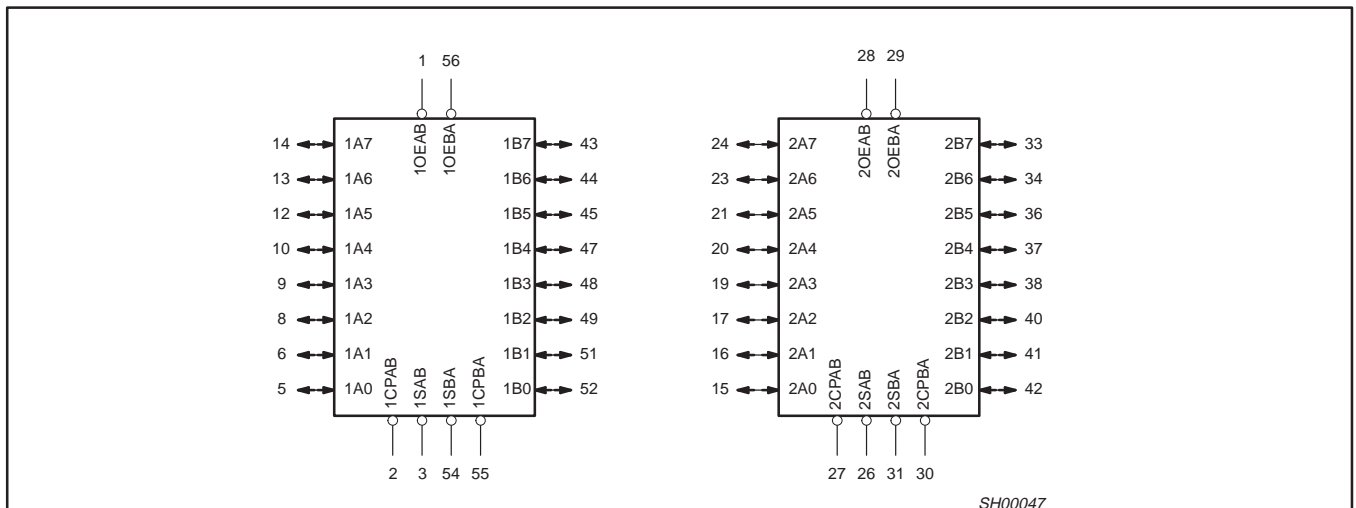 1 56
28 29
1OEAB 1OEBA
2OEAB 2OEBA
14 1A7 1B7 43
24 2A7 2B7 33
13 1A6 1B6 44
23 2A6 2B6 34
12 1A5 1B5 45
21 2A5 2B5 36
10 1A4 1B4 47
20 2A4 2B4 37
9 1A3 1B3 48
19 2A3 2B3 38
8 1A2 1B2 49
17 2A2 2B2 40
6 1A1 1B1 51
16 2A1 2B1 41
5 1A0 1B0 52
15 2A0 2B0 42
1CPAB 1SAB 1SBA 1CPBA
2CPAB 2SAB 2SBA 2CPBA
2 3 54 55
27 26 31 30
SH00047